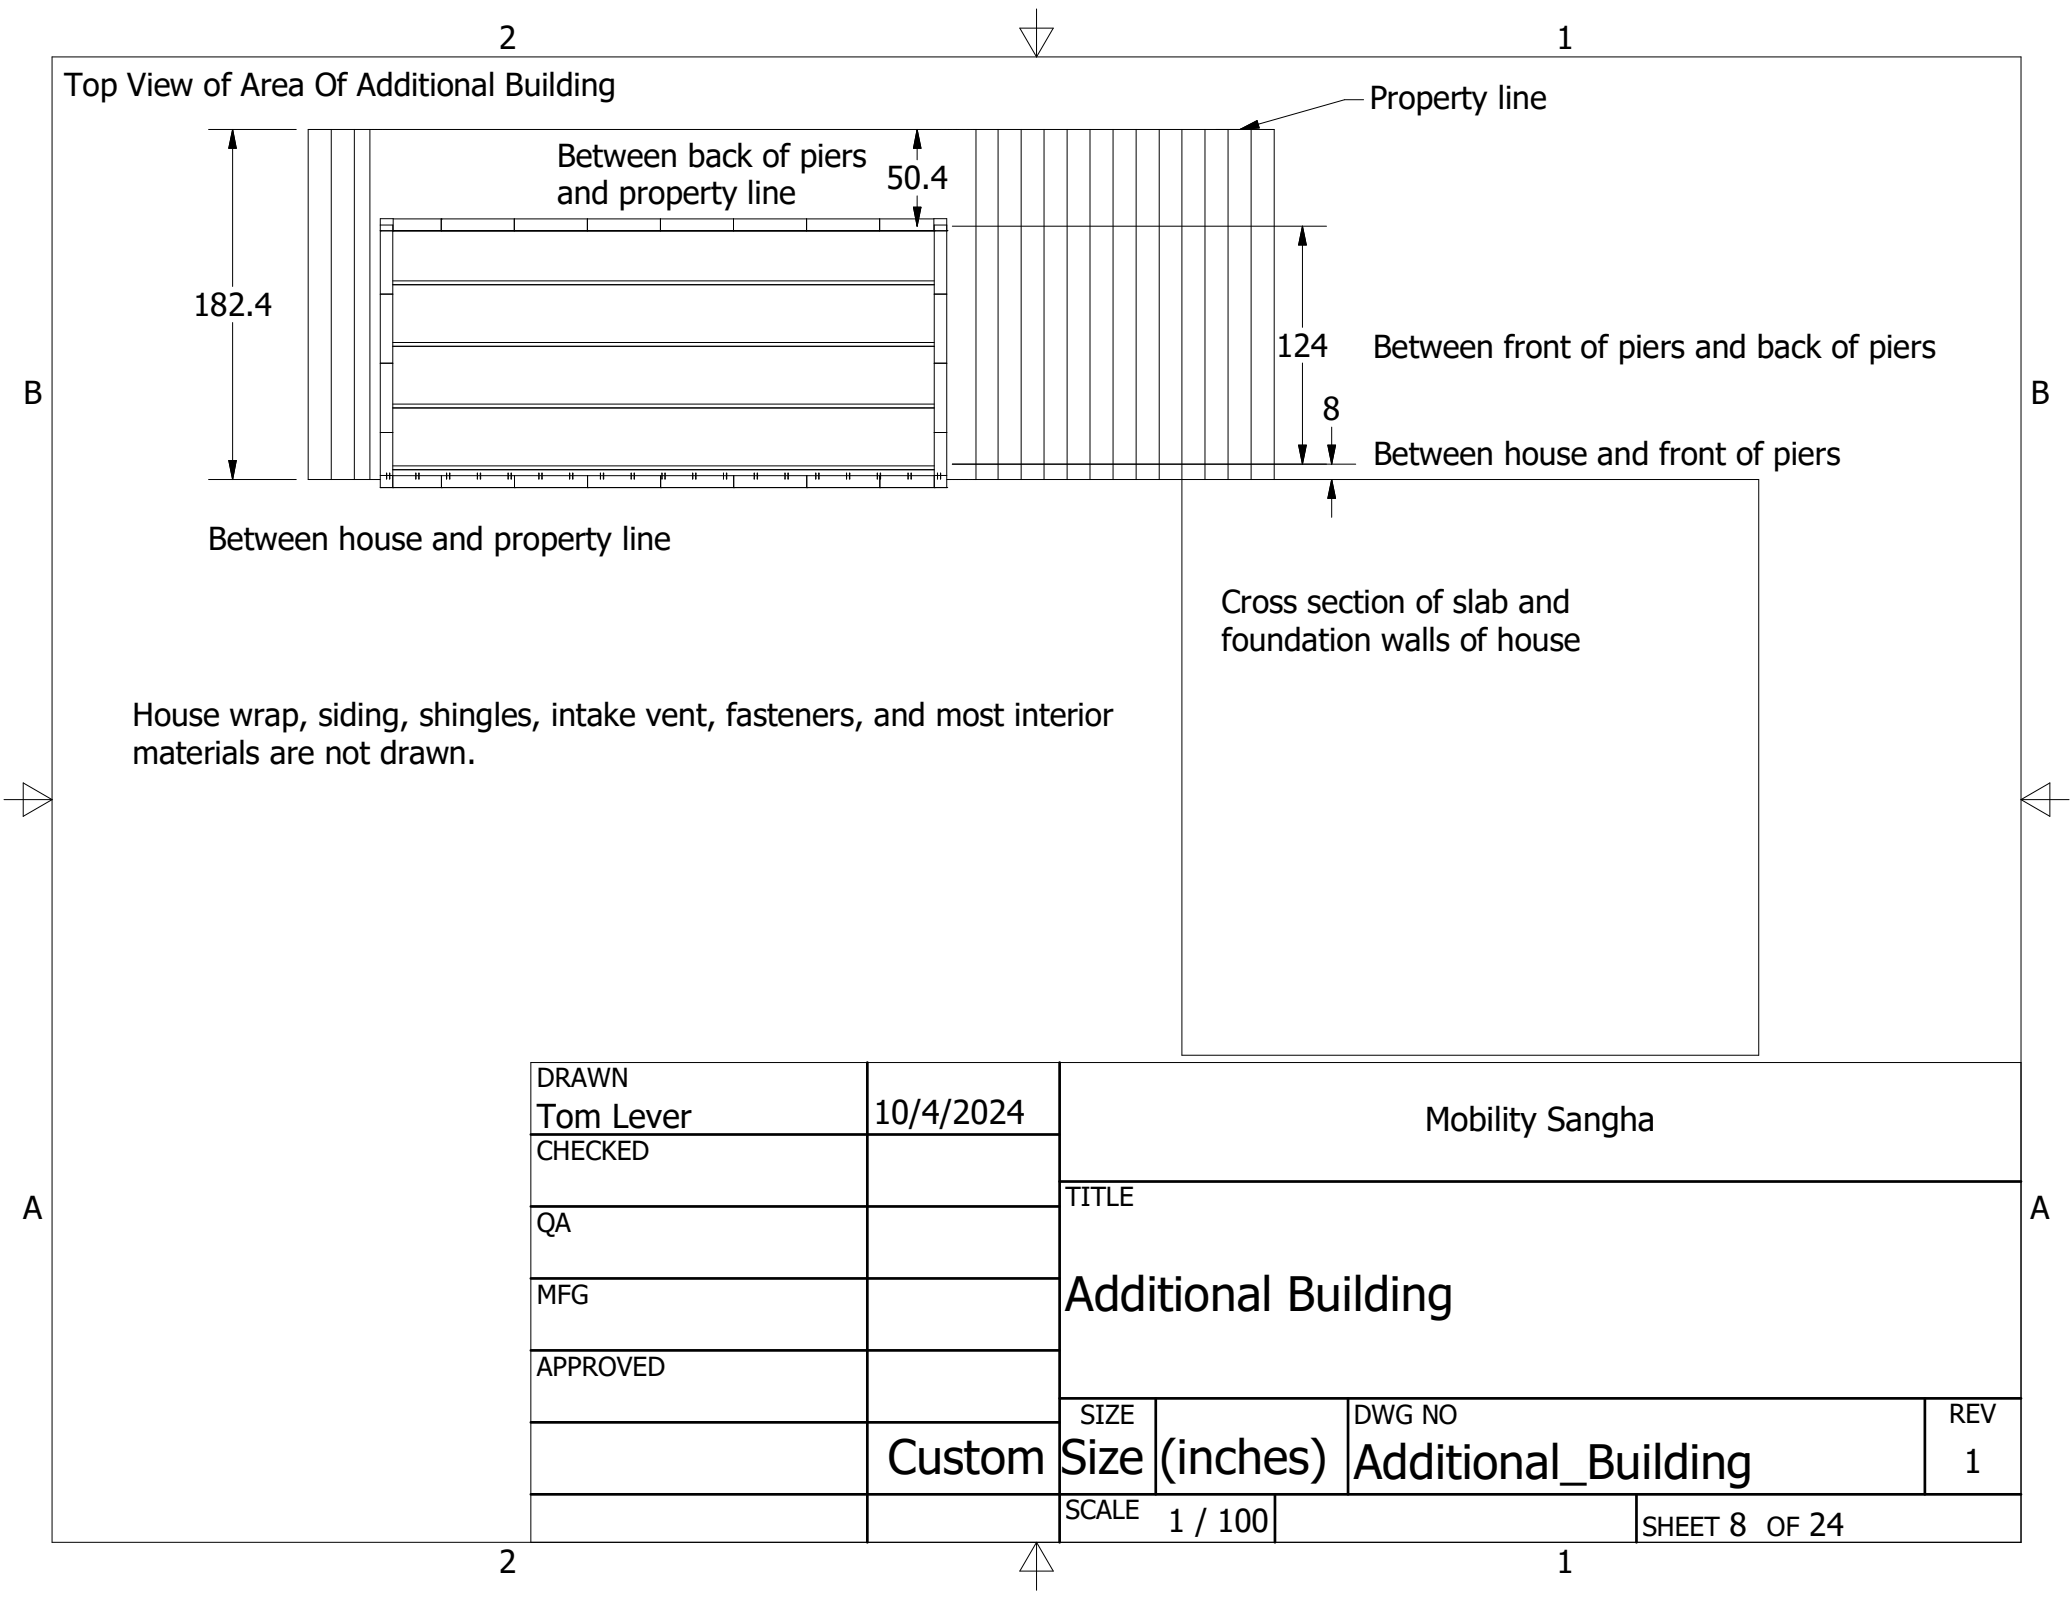 2
1
Top View of Area Of Additional Building
Property line
Between back of piers
and property line
50.4
182.4
124
Between front of piers and back of piers
B
B
8
Between house and front of piers
Between house and property line
Cross section of slab and
foundation walls of house
House wrap, siding, shingles, intake vent, fasteners, and most interior
materials are not drawn.
DRAWN
Tom Lever
10/4/2024
Mobility Sangha
CHECKED
TITLE
A
A
QA
Additional Building
MFG
APPROVED
SIZE
DWG NO
REV
Custom Size (inches)
Additional_Building
1
SCALE 1 / 100
SHEET 8 OF 24
2
1